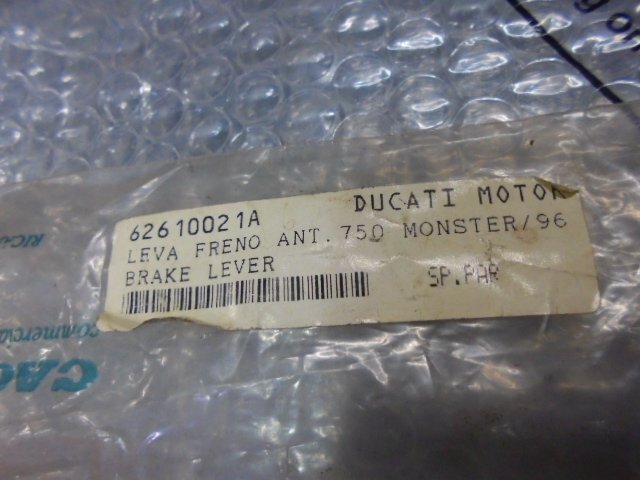 62610021A DUCATI MOTOR
LEVA FRENO ANT. 750 MONSTER/96
BRAKE LEVER SP.PAR